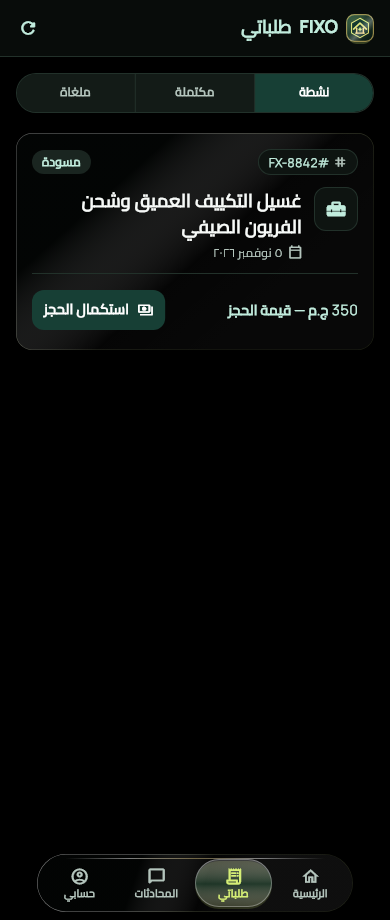 FIXO طلباتي
نشطة
مكتملة
ملغاة
# FX-8842#
مسودة
غسيل التكييف العميق وشحن
الفريون الصيفي
٥ نوفمبر ٢٠٢٦
350 ج.م – قيمة الحجز
استكمال الحجز
الرئيسية
طلباتي
المحادثات
حسابي